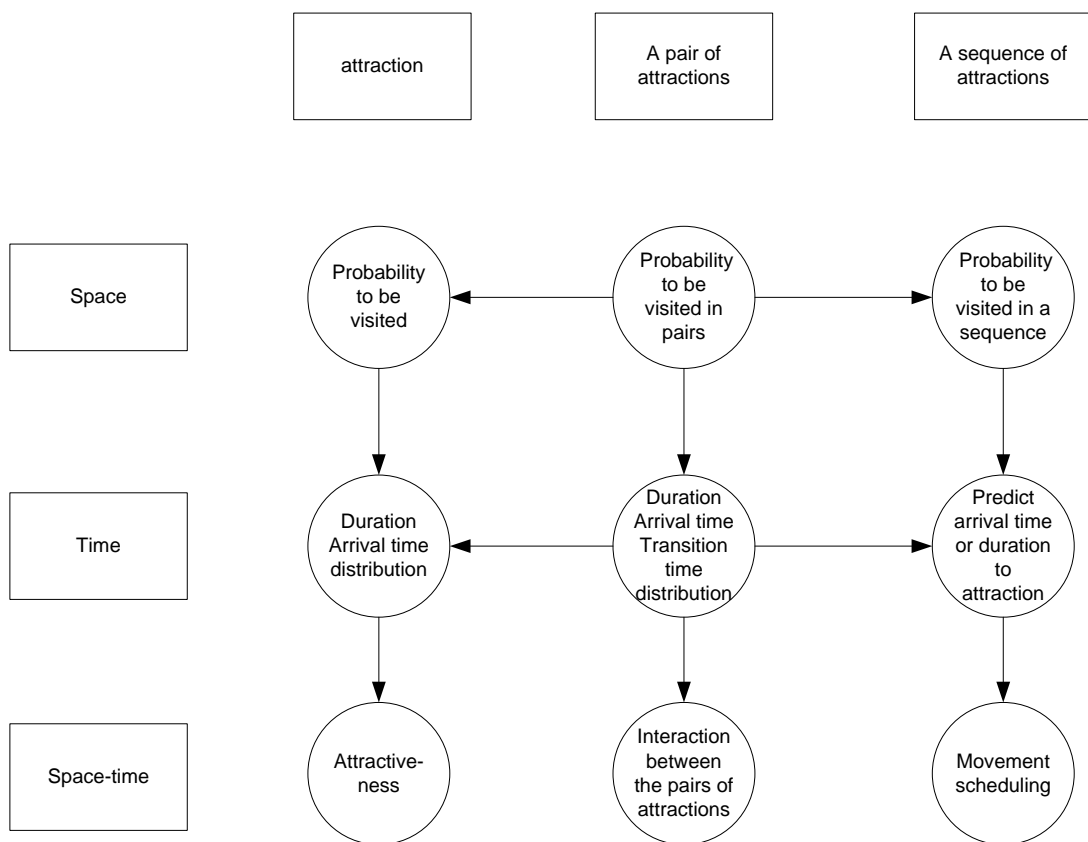 attraction
A pair of
attractions
A sequence of
attractions
Space
Probability
to be
visited
Probability
to be
visited in
pairs
Probability
to be
visited in a
sequence
Time
Duration
Arrival time
distribution
Duration
Arrival time
Transition
time
distribution
Predict
arrival time
or duration
to
attraction
Space-time
Attractive-
ness
Interaction
between
the pairs of
attractions
Movement
scheduling